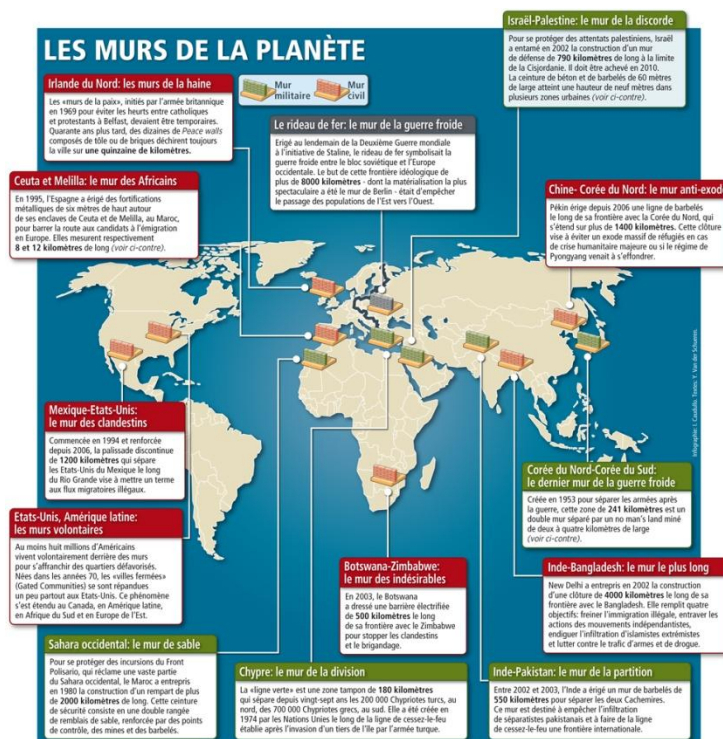 LES MURS DE LA PLANÈTE
Mur
militaire
Mur
civil
Irlande du Nord: les murs de la haine
Les «murs de la paix», initiés par l'armée britannique
en 1969 pour éviter les heurts entre catholiques
et protestants à Belfast, devaient être temporaires.
Quarante ans plus tard, des dizaines de Peace walls
composés de tôle ou de briques déchirent toujours
la ville sur une quinzaine de kilomètres.
Ceuta et Melilla: le mur des Africains
En 1995, l'Espagne a érigé des fortifications
métalliques de six mètres de haut autour
de ses enclaves de Ceuta et de Melilla, au Maroc,
pour barrer la route aux candidats à l'émigration
en Europe. Elles mesurent respectivement
8 et 12 kilomètres de long (voir ci-contre).
Le rideau de fer: le mur de la guerre froide
Erigé au lendemain de la Deuxième Guerre mondiale
à l'initiative de Staline, le rideau de fer symbolisait la
guerre froide entre le bloc soviétique et l'Europe
occidentale. Le but de cette frontière idéologique de
plus de 8000 kilomètres - dont la matérialisation la plus
spectaculaire a été le mur de Berlin - était d'empêcher
le passage des populations de l'Est vers l'Ouest.
Israël-Palestine: le mur de la discorde
Pour se protéger des attentats palestiniens, Israël
a entamé en 2002 la construction d'un mur
de défense de 790 kilomètres de long à la limite
de la Cisjordanie. Il doit être achevé en 2010.
La ceinture de béton et de barbelés de 60 mètres
de large atteint une hauteur de neuf mètres dans
plusieurs zones urbaines (voir ci-contre).
Chine- Corée du Nord: le mur anti-exode
Pékin érige depuis 2006 une ligne de barbelés
le long de sa frontière avec la Corée du Nord, qui
s'étend sur plus de 1400 kilomètres. Cette clôture
vise à éviter un exode massif de réfugiés en cas
de crise humanitaire majeure ou si le régime de
Pyongyang venait à s'effondrer.
Mexique-Etats-Unis:
le mur des clandestins
Commencée en 1994 et renforcée
depuis 2006, la palissade discontinue
de 1200 kilomètres qui sépare
les Etats-Unis du Mexique le long
du Rio Grande vise à mettre un terme
aux flux migratoires illégaux.
Etats-Unis, Amérique latine:
les murs volontaires
Au moins huit millions d'Américains
vivent volontairement derrière des murs
pour s'affranchir des quartiers défavorisés.
Nées dans les années 70, les «villes fermées»
(Gated Communities) se sont répandues
un peu partout aux Etats-Unis. Ce phénomène
s'est étendu au Canada, en Amérique latine,
en Afrique du Sud et en Europe de l'Est.
Sahara occidental: le mur de sable
Pour se protéger des incursions du Front
Polisario, qui réclame une vaste partie
du Sahara occidental, le Maroc a entrepris
en 1980 la construction d'un rempart de plus
de 2000 kilomètres de long. Cette ceinture
de sécurité consiste en une double rangée
de remblais de sable, renforcée par des points
de contrôle, des mines et des barbelés.
Botswana-Zimbabwe:
le mur des indésirables
En 2003, le Botswana
a dressé une barrière électrifiée
de 500 kilomètres le long
de sa frontière avec le Zimbabwe
pour stopper les clandestins
et le brigandage.
Chypre: le mur de la division
La «ligne verte» est une zone tampon de 180 kilomètres
qui sépare depuis vingt-sept ans les 200 000 Chypriotes turcs, au
nord, des 700 000 Chypriotes grecs, au sud. Elle a été créée en
1974 par les Nations Unies le long de la ligne de cessez-le-feu
établie après l'invasion d'un tiers de l'île par l'armée turque.
Corée du Nord-Corée du Sud:
le dernier mur de la guerre froide
Créée en 1953 pour séparer les armées après
la guerre, cette zone de 241 kilomètres est un
double mur séparé par un no man's land miné
de deux à quatre kilomètres de large
(voir ci-contre).
Inde-Bangladesh: le mur le plus long
New Delhi a entrepris en 2002 la construction
d'un clôture de 4000 kilomètres le long de sa
frontière avec le Bangladesh. Elle remplit quatre
objectifs: freiner l'immigration illégale, entraver les
actions des mouvements indépendantistes,
endiguer l'infiltration d'islamistes extrémistes
et lutter contre le trafic d'armes et de drogue.
Inde-Pakistan: le mur de la partition
Entre 2002 et 2003, l'Inde a érigé un mur de barbelés de
550 kilomètres pour séparer les deux Cachemires.
Ce mur est destiné à empêcher l'infiltration
de séparatistes pakistanais et à faire de la ligne
de cessez-le-feu une frontière internationale.
Infographie: I. Caudullo. Textes: Y. Van der Schueren.